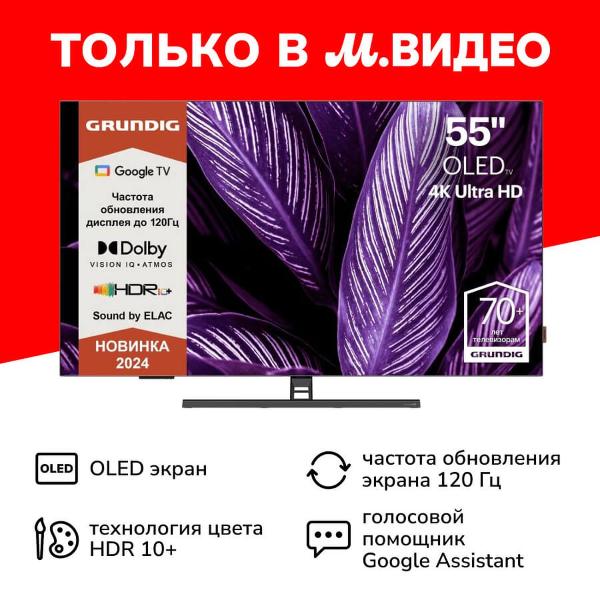 ТОЛЬКО В М.ВИДЕО
GRUNDIG
Google TV
Частота
обновления
дисплея до 120Гц
Dolby
VISION IQ • ATMOS
HDR10+
Sound by ELAC
НОВИНКА
2024
55"
OLED TV
4K Ultra HD
70+
лет
телевизорам
GRUNDIG
OLED
OLED экран
частота обновления
экрана 120 Гц
технология цвета
HDR 10+
голосовой
помощник
Google Assistant